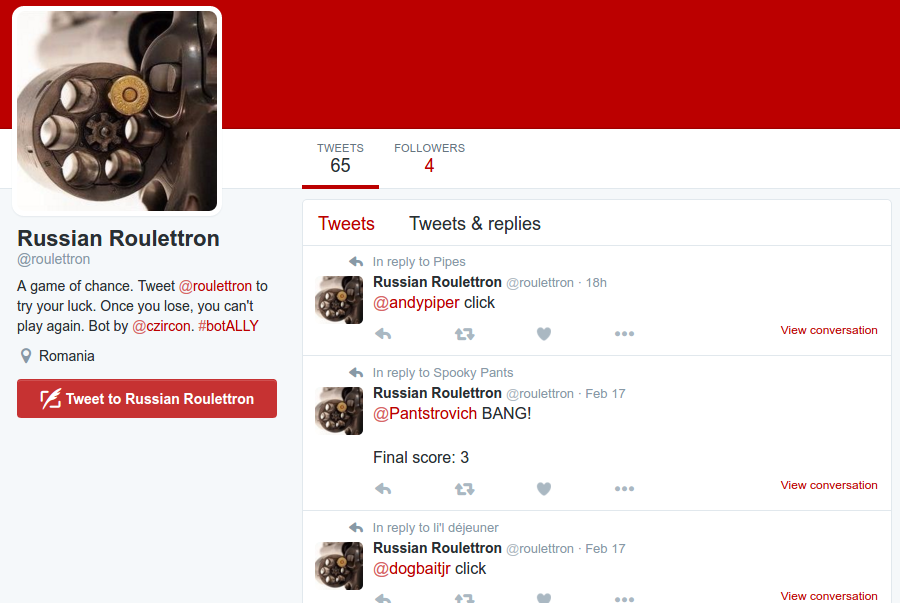 TWEETS
65
FOLLOWERS
4
Russian Roulettron
@roulettron
A game of chance. Tweet @roulettron to
try your luck. Once you lose, you can't
play again. Bot by @czircon. #botALLY
Romania
Tweet to Russian Roulettron
Tweets
Tweets & replies
In reply to Pipes
Russian Roulettron @roulettron · 18h
@andypiper click
View conversation
In reply to Spooky Pants
Russian Roulettron @roulettron · Feb 17
@Pantstrovich BANG!
Final score: 3
View conversation
In reply to li'l déjeuner
Russian Roulettron @roulettron · Feb 17
@dogbaitjr click
View conversation